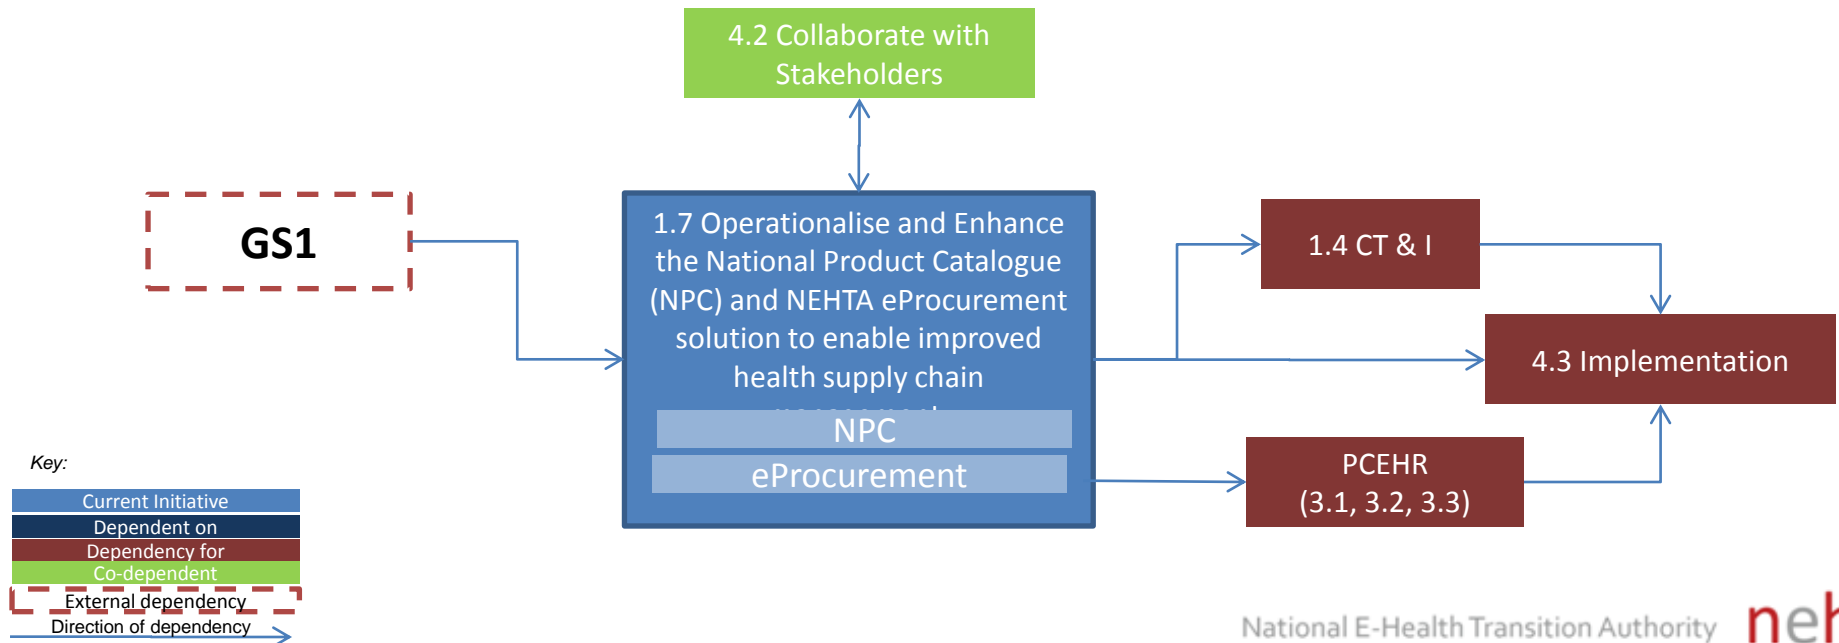 4.2 Collaborate with
Stakeholders
GS1
1.7 Operationalise and Enhance
the National Product Catalogue
(NPC) and NEHTA eProcurement
solution to enable improved
health supply chain
NPC
eProcurement
1.4 CT & I
4.3 Implementation
PCEHR
(3.1, 3.2, 3.3)
Key:
Current Initiative
Dependent on
Dependency for
Co-dependent
External dependency
Direction of dependency
National E-Health Transition Authority
neh